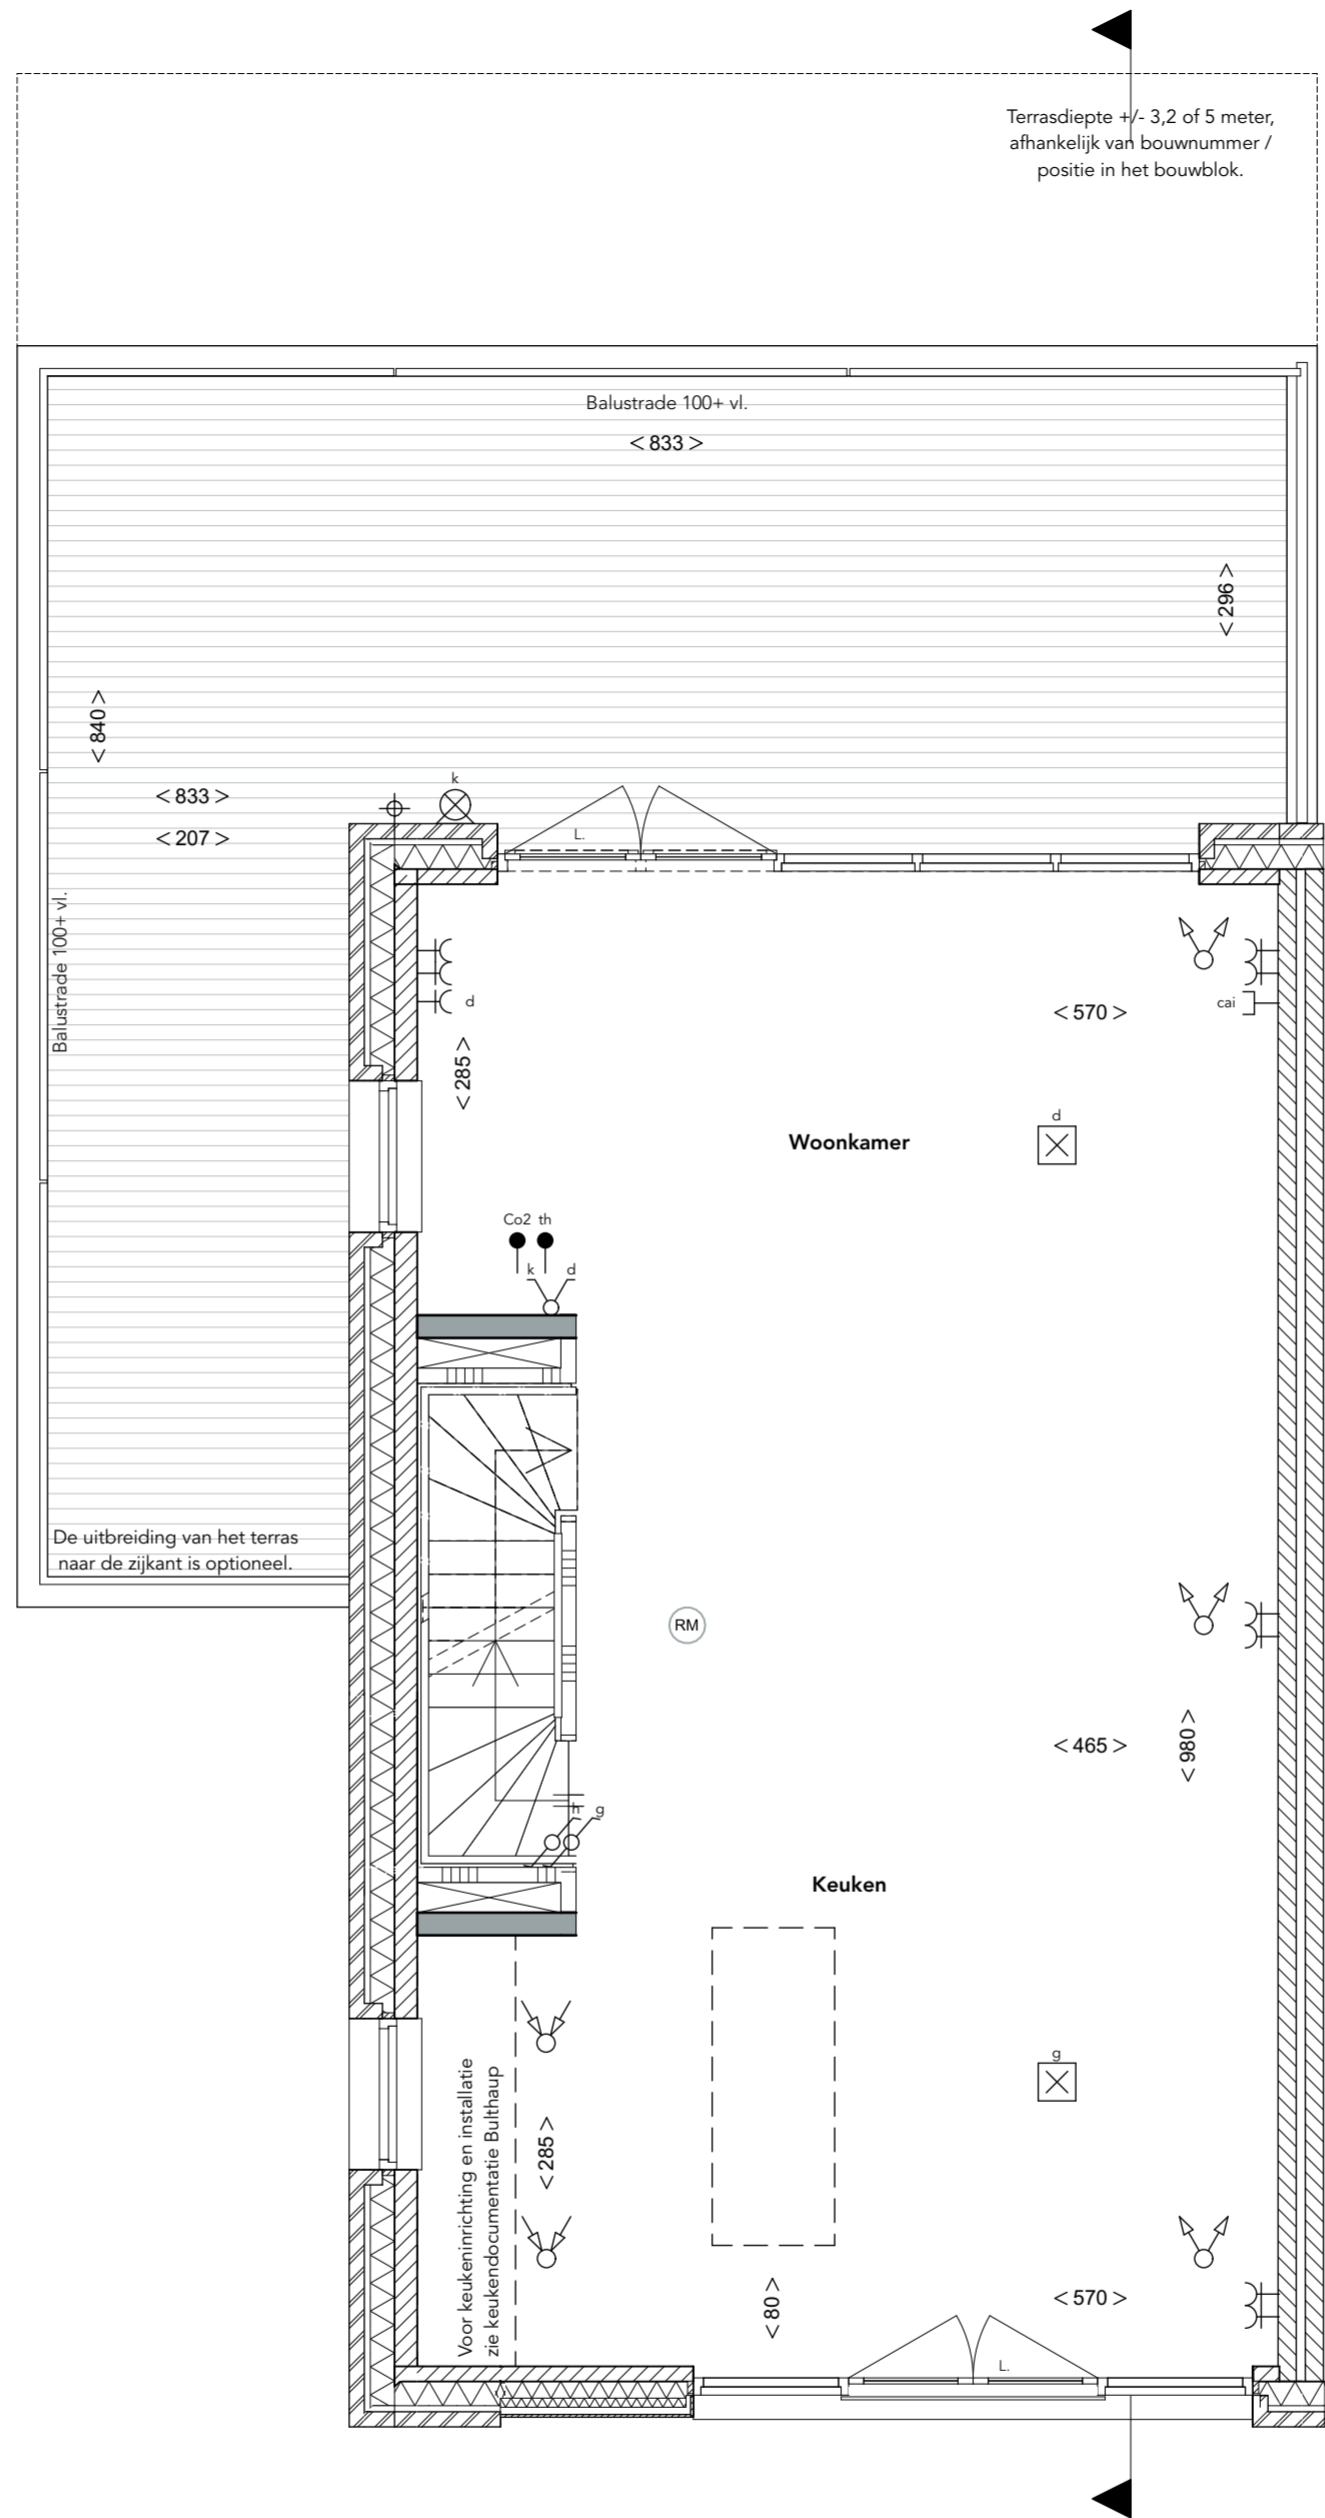 Terrasdiepte +/- 3,2 of 5 meter,
afhankelijk van bouwnummer /
positie in het bouwblok.
Balustrade 100+ vl.
< 833 >
< 296 >
< 840 >
< 833 >
< 207 >
k
L.
Balustrade 100+ vl.
d
cai
< 570 >
< 285 >
d
Woonkamer
Co2 th
k d
De uitbreiding van het terras
naar de zijkant is optioneel.
RM
< 465 >
< 980 >
h g
Keuken
g
Voor keukeninrichting en installatie
zie keukendocumentatie Bulthaup
< 285 >
< 80 >
< 570 >
L.